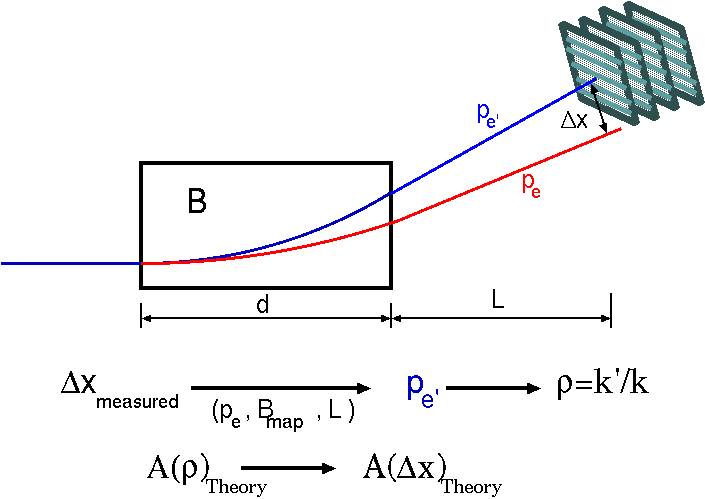 p_e'
Δx
p_e
B
d
L
Δx_measured (p_e , B_map , L ) p_e' ρ=k'/k
A(ρ)_Theory A(Δx)_Theory